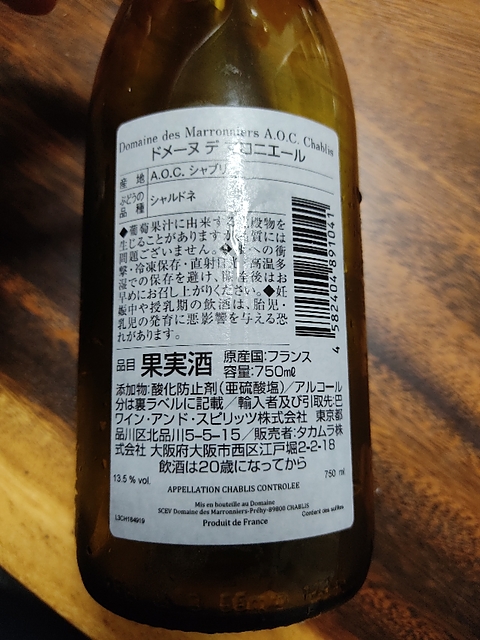 Domaine des Marronniers A.O.C. Chablis
ドメーヌ デ マロニエール
産 地 A.O.C. シャブリ
ぶどうの品種 シャルドネ
◆葡萄果汁に由来する
生じることがありますが
問題ございません。
撃・冷凍保存・直射日
湿での保存を避け、開栓後はお
早めにお召し上がりください。◆妊
娠中や授乳期の飲酒は、胎児・
乳児の発育に悪影響を与える恐
れがあります。
4 582404 891041
品目 果実酒 原産国:フランス
容量:750mℓ
添加物:酸化防止剤(亜硫酸塩)/アルコール
分は裏ラベルに記載/輸入者及び引取先:巴
ワイン・アンド・スピリッツ株式会社 東京都
品川区北品川5-5-15/販売者:タカムラ株
式会社 大阪府大阪市西区江戸堀2-2-18
飲酒は20歳になってから
13.5 % vol. 750 ml
APPELLATION CHABLIS CONTROLEE
Mis en bouteille au Domaine
SCEV Domaine des Marronniers-Préhy-89800 CHABLIS
Produit de France
Contient des sulfites